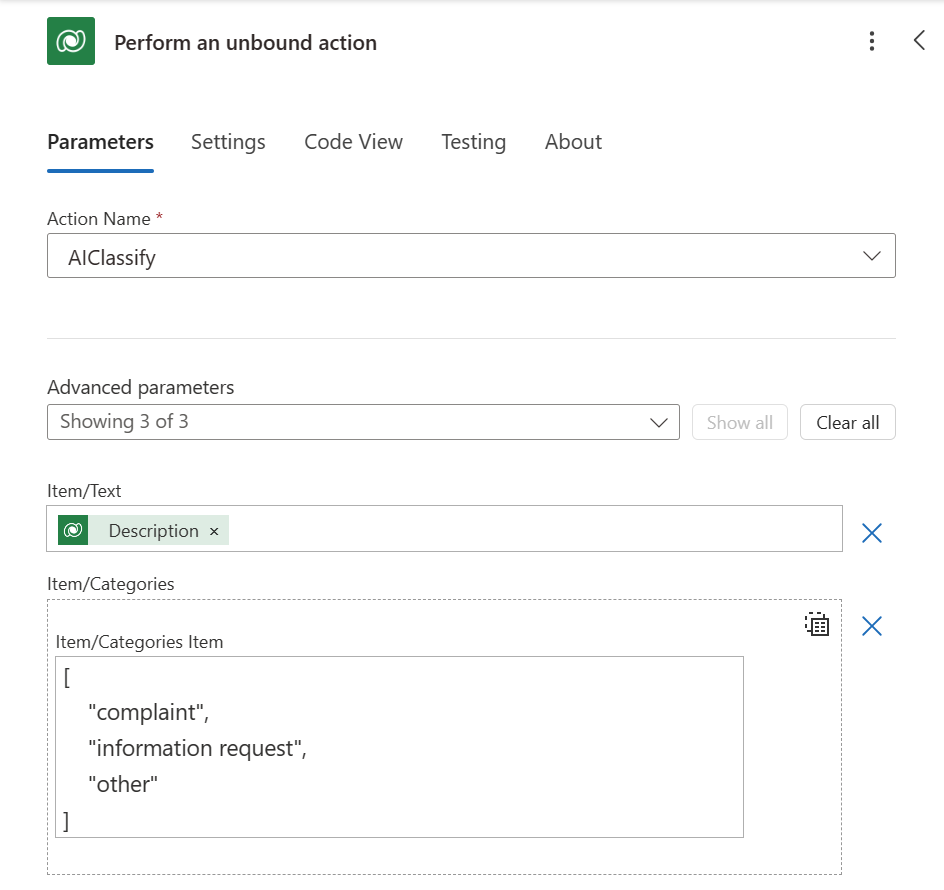 Perform an unbound action
Parameters Settings Code View Testing About
Action Name *
AIClassify
Advanced parameters
Showing 3 of 3 Show all Clear all
Item/Text
Description ×
Item/Categories
Item/Categories Item
[
"complaint",
"information request",
"other"
]